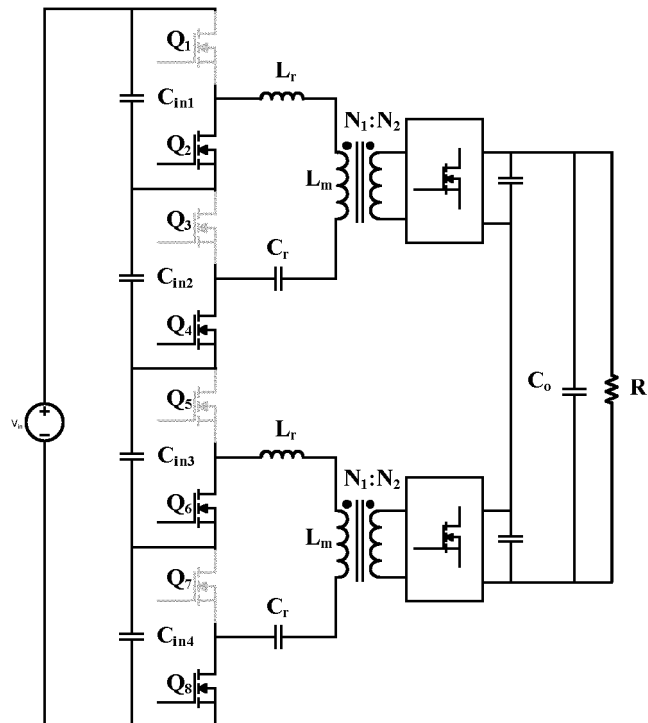 Q₁
Lᵣ
Cᵢₙ₁
N₁:N₂
Q₂
Lₘ
Q₃
Cᵣ
Cᵢₙ₂
Q₄
Cₒ
R
Q₅
Vᵢₙ
Lᵣ
Cᵢₙ₃
N₁:N₂
Q₆
Lₘ
Q₇
Cᵣ
Cᵢₙ₄
Q₈